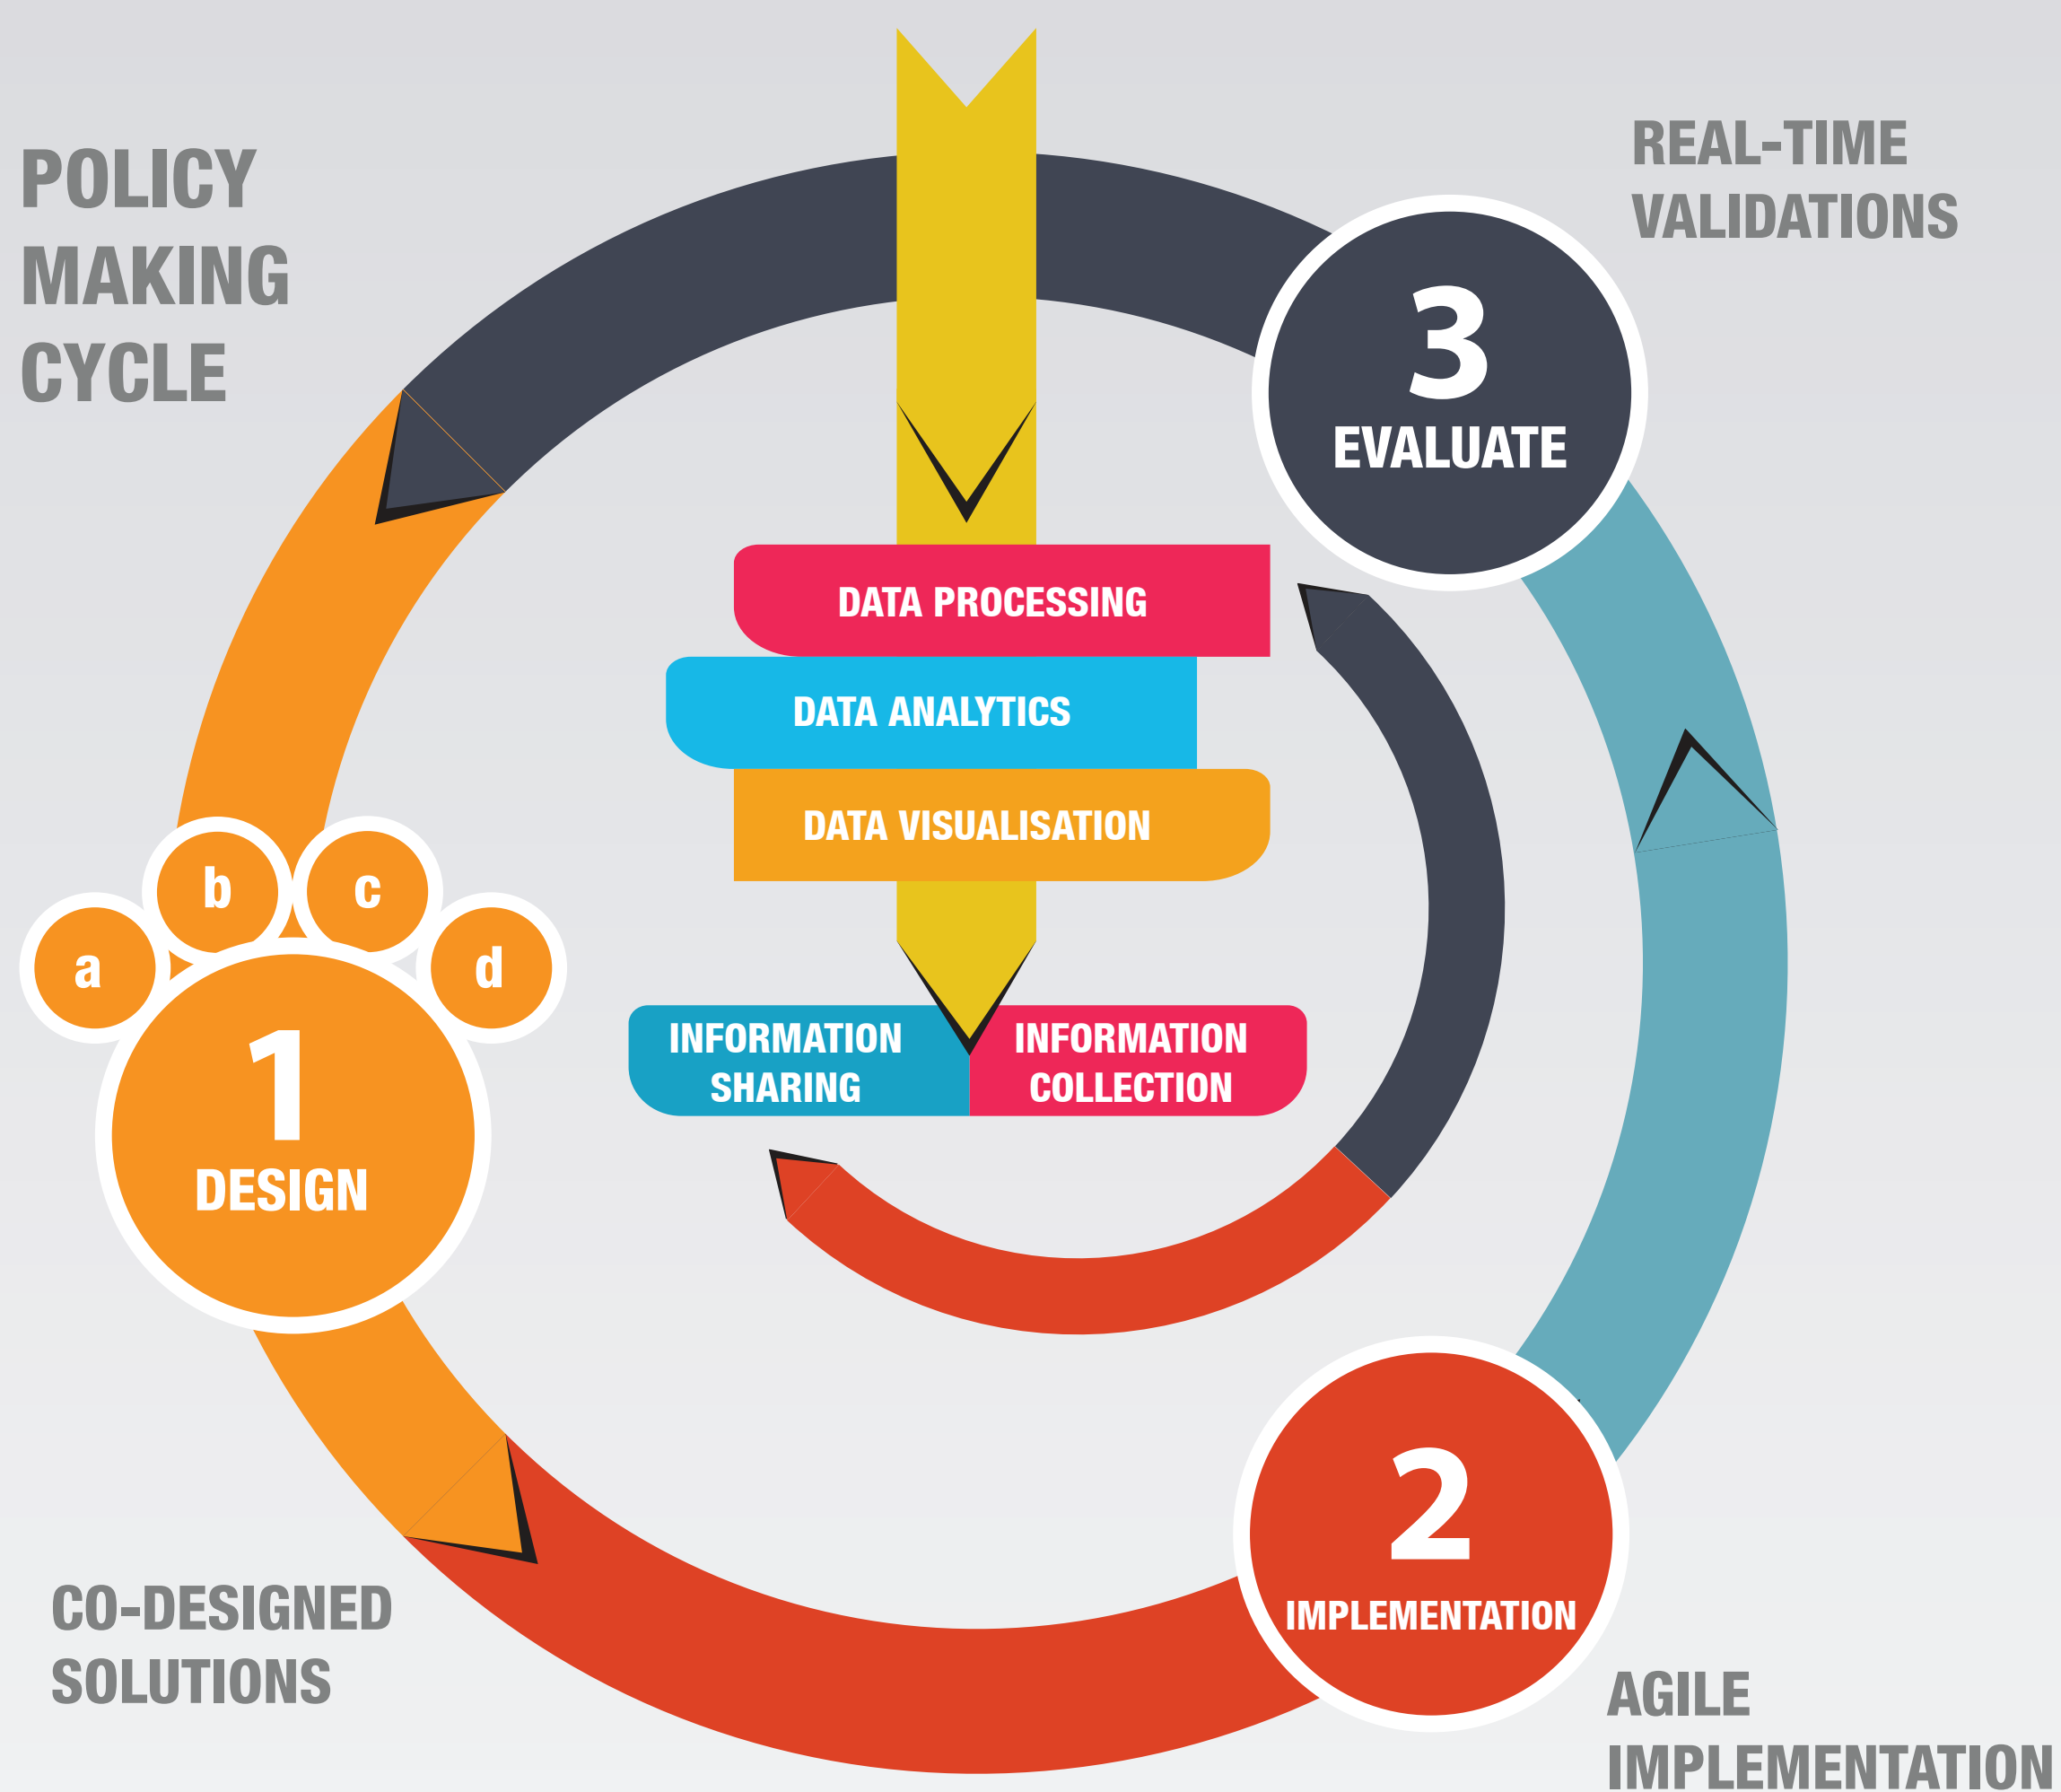 POLICY
MAKING
CYCLE
REAL-TIME
VALIDATIONS
3
EVALUATE
DATA PROCESSING
DATA ANALYTICS
DATA VISUALISATION
a
b
c
d
1
DESIGN
INFORMATION
SHARING
INFORMATION
COLLECTION
2
IMPLEMENTATION
CO-DESIGNED
SOLUTIONS
AGILE
IMPLEMENTATION